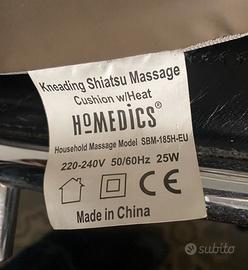 Kneading Shiatsu Massage
Cushion w/Heat
HoMEDICS®
Household Massage Model SBM-185H-EU
220-240V 50/60Hz 25W
CE
Made in China
subito